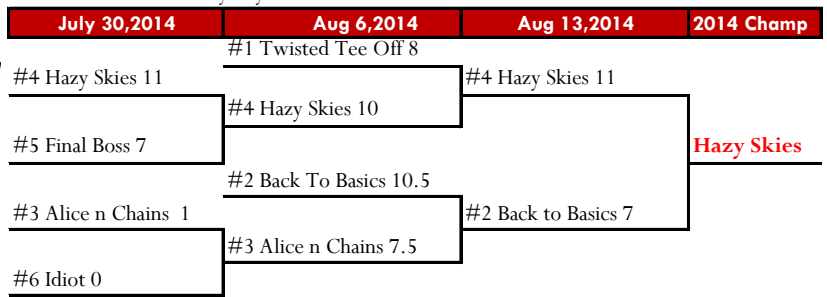 July 30,2014 Aug 6,2014 Aug 13,2014 2014 Champ
#1 Twisted Tee Off 8
#4 Hazy Skies 11 #4 Hazy Skies 11
#4 Hazy Skies 10
#5 Final Boss 7 Hazy Skies
#2 Back To Basics 10.5
#3 Alice n Chains 1 #2 Back to Basics 7
#3 Alice n Chains 7.5
#6 Idiot 0